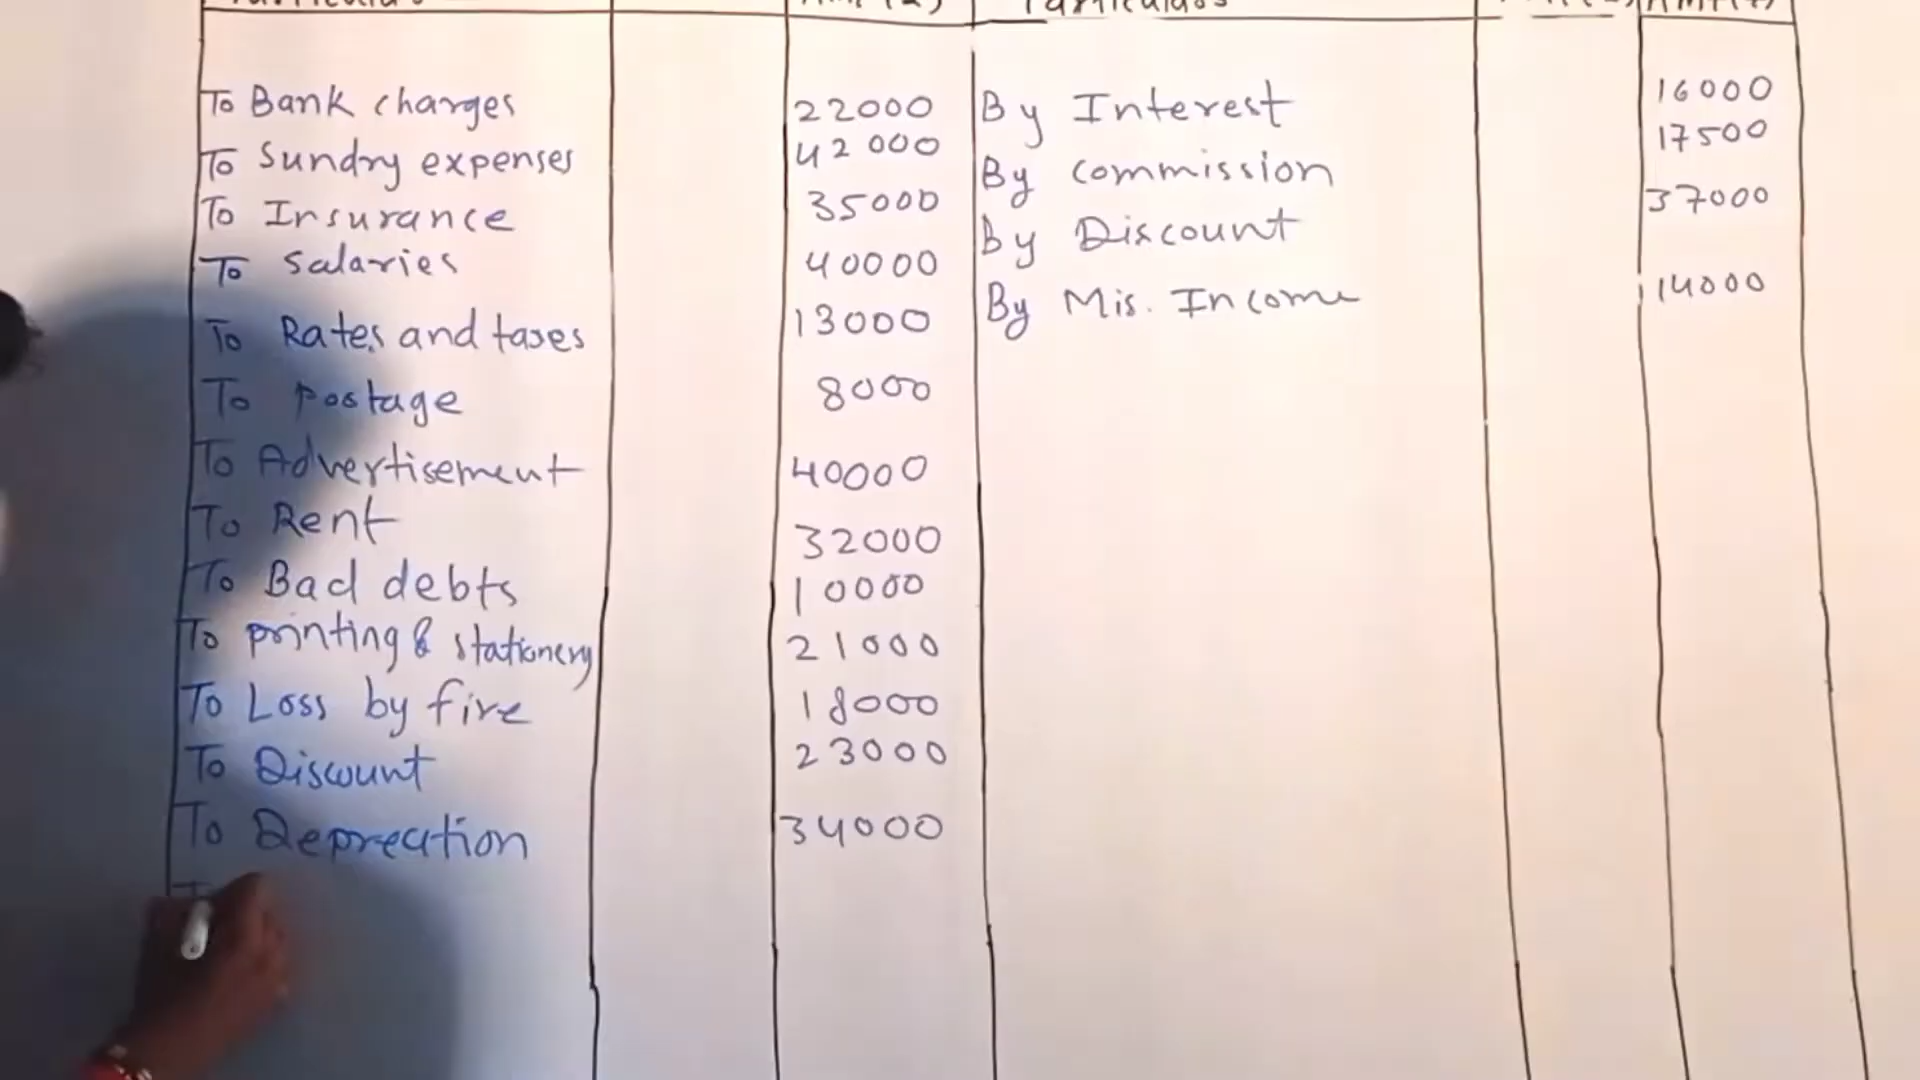 To Bank charges 22000 By Interest 16000
To Sundry expenses 42000 By commission 17500
To Insurance 35000 By Discount 37000
To Salaries 40000 By Mis. Income 14000
To Rates and taxes 13000
To postage 8000
To Advertisement 40000
To Rent 32000
To Bad debts 10000
To printing & stationery 21000
To Loss by fire 18000
To Discount 23000
To Depreation 34000